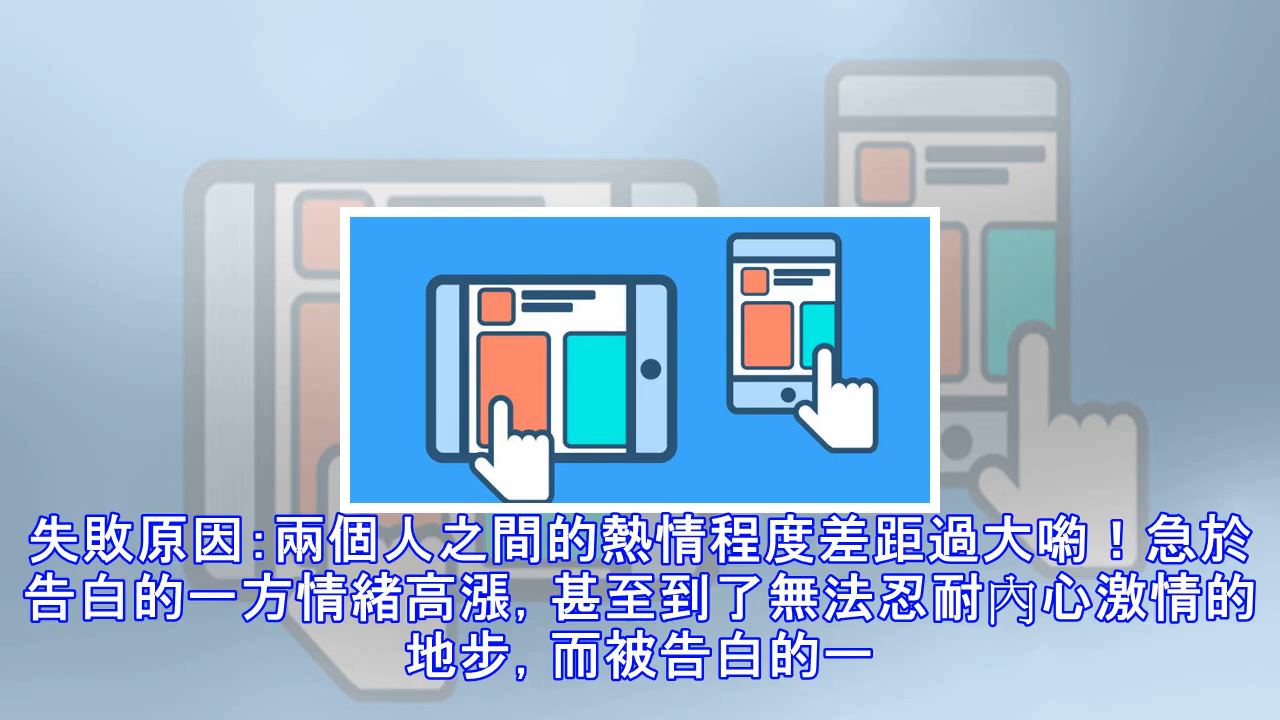 失敗原因:兩個人之間的熱情程度差距過大喲！急於
告白的一方情緒高漲，甚至到了無法忍耐內心激情的
地步，而被告白的一